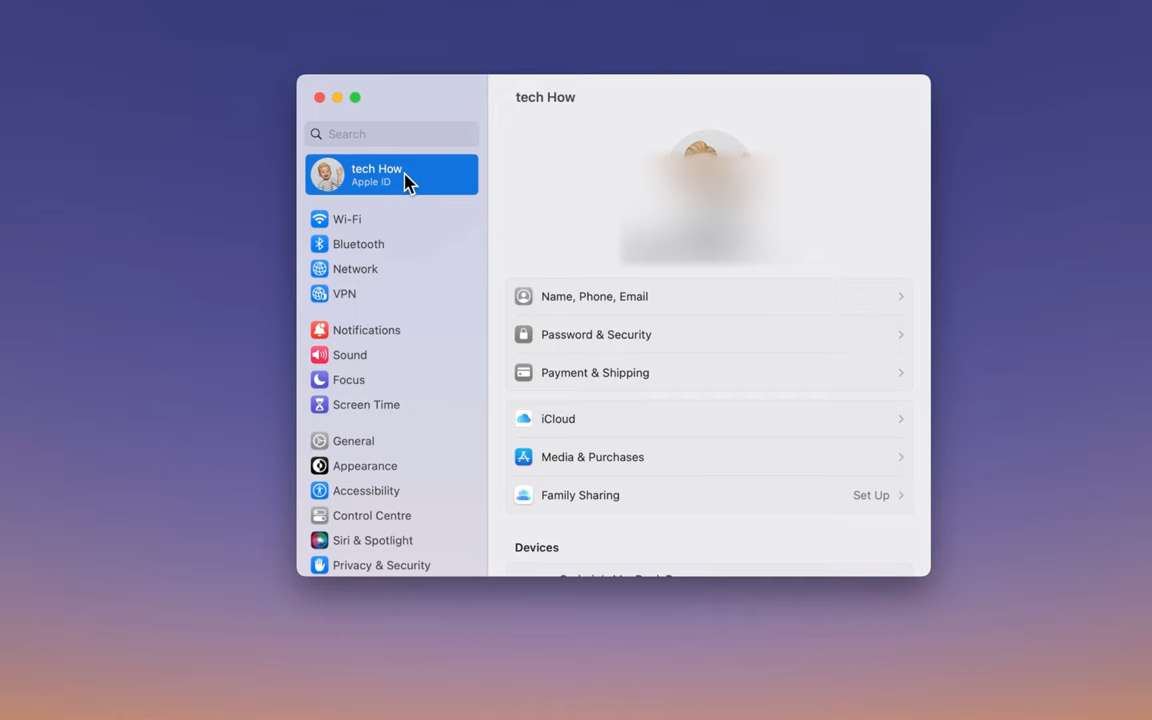 tech How
Search
tech How
Apple ID
Wi-Fi
Bluetooth
Network
VPN
Notifications
Sound
Focus
Screen Time
General
Appearance
Accessibility
Control Centre
Siri & Spotlight
Privacy & Security
Name, Phone, Email
Password & Security
Payment & Shipping
iCloud
Media & Purchases
Family Sharing
Set Up
Devices